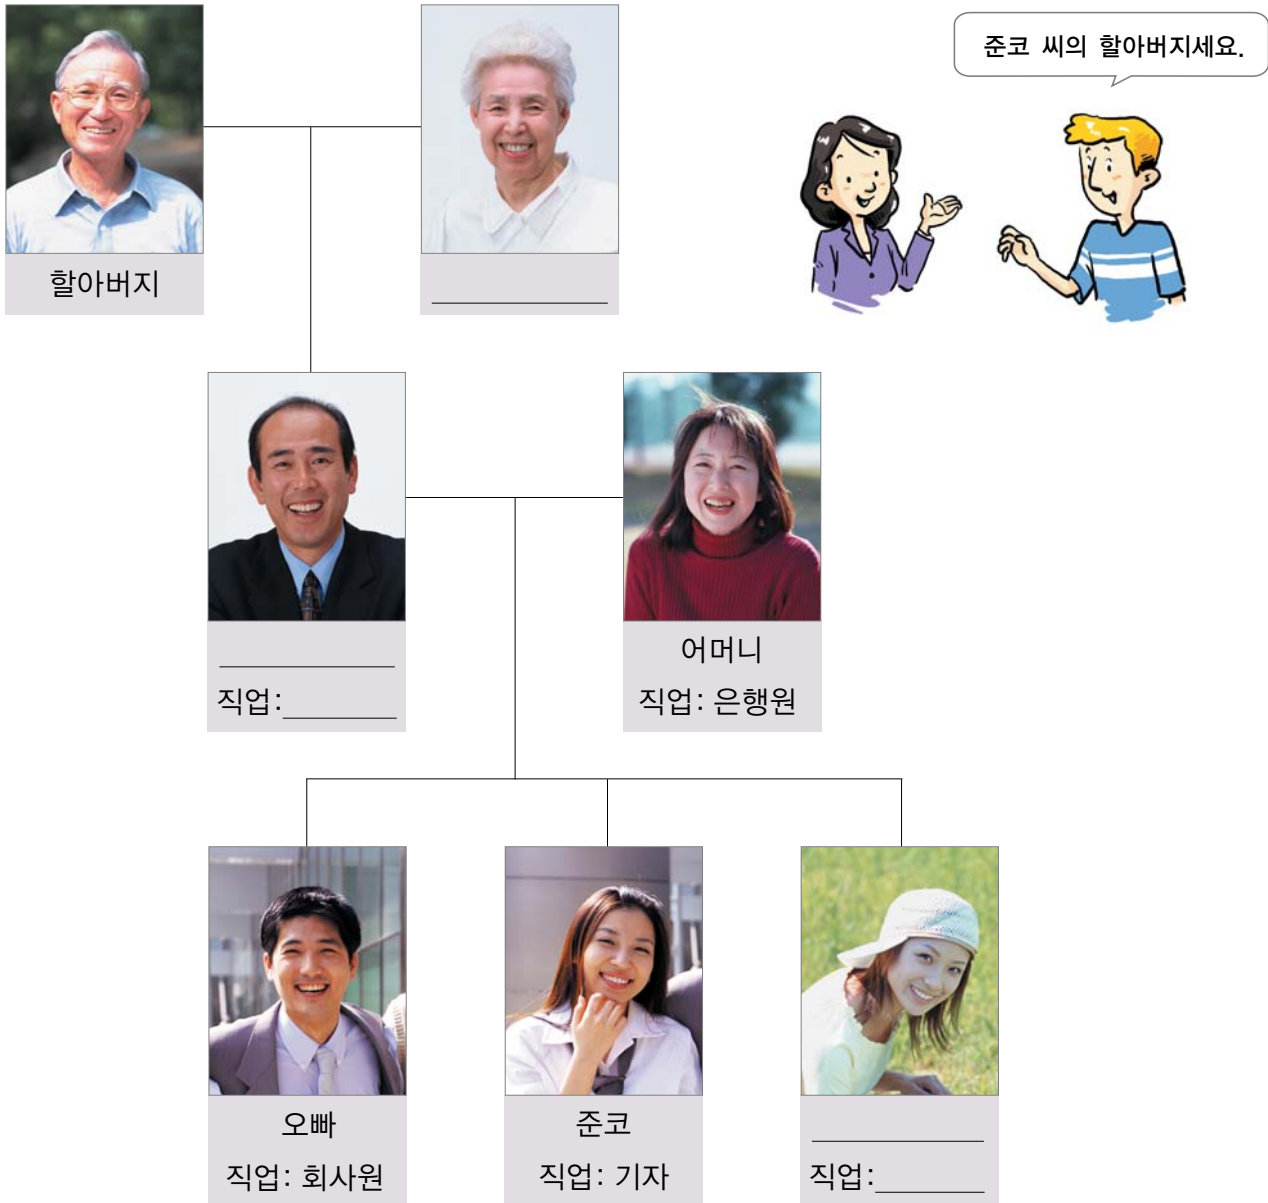 준코 씨의 할아버지세요.
할아버지
어머니
직업:
직업: 은행원
오빠
준코
직업: 회사원
직업: 기자
직업: